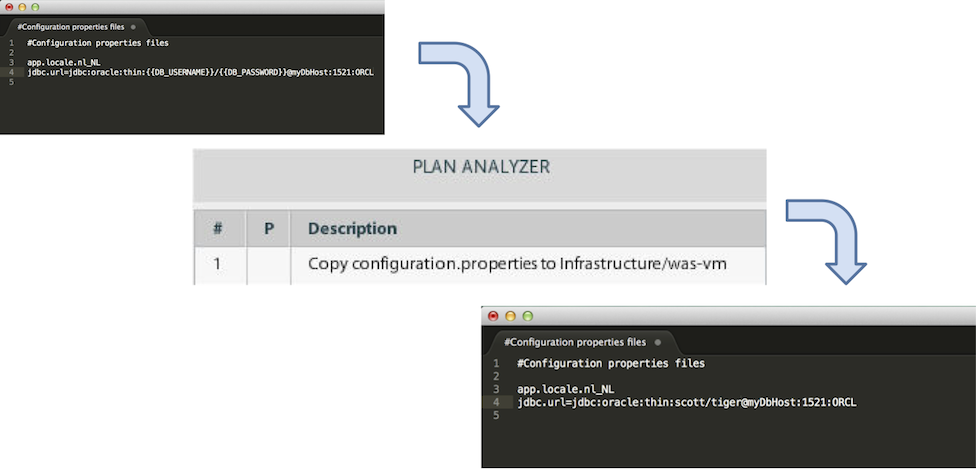 #Configuration properties files
1 #Configuration properties files
2
3 app.locale.nl_NL
4 jdbc.url=jdbc:oracle:thin:{{DB_USERNAME}}/{{DB_PASSWORD}}@myDbHost:1521:ORCL
5
PLAN ANALYZER
# P Description
1 Copy configuration.properties to Infrastructure/was-vm
#Configuration properties files
1 #Configuration properties files
2
3 app.locale.nl_NL
4 jdbc.url=jdbc:oracle:thin:scott/tiger@myDbHost:1521:ORCL
5